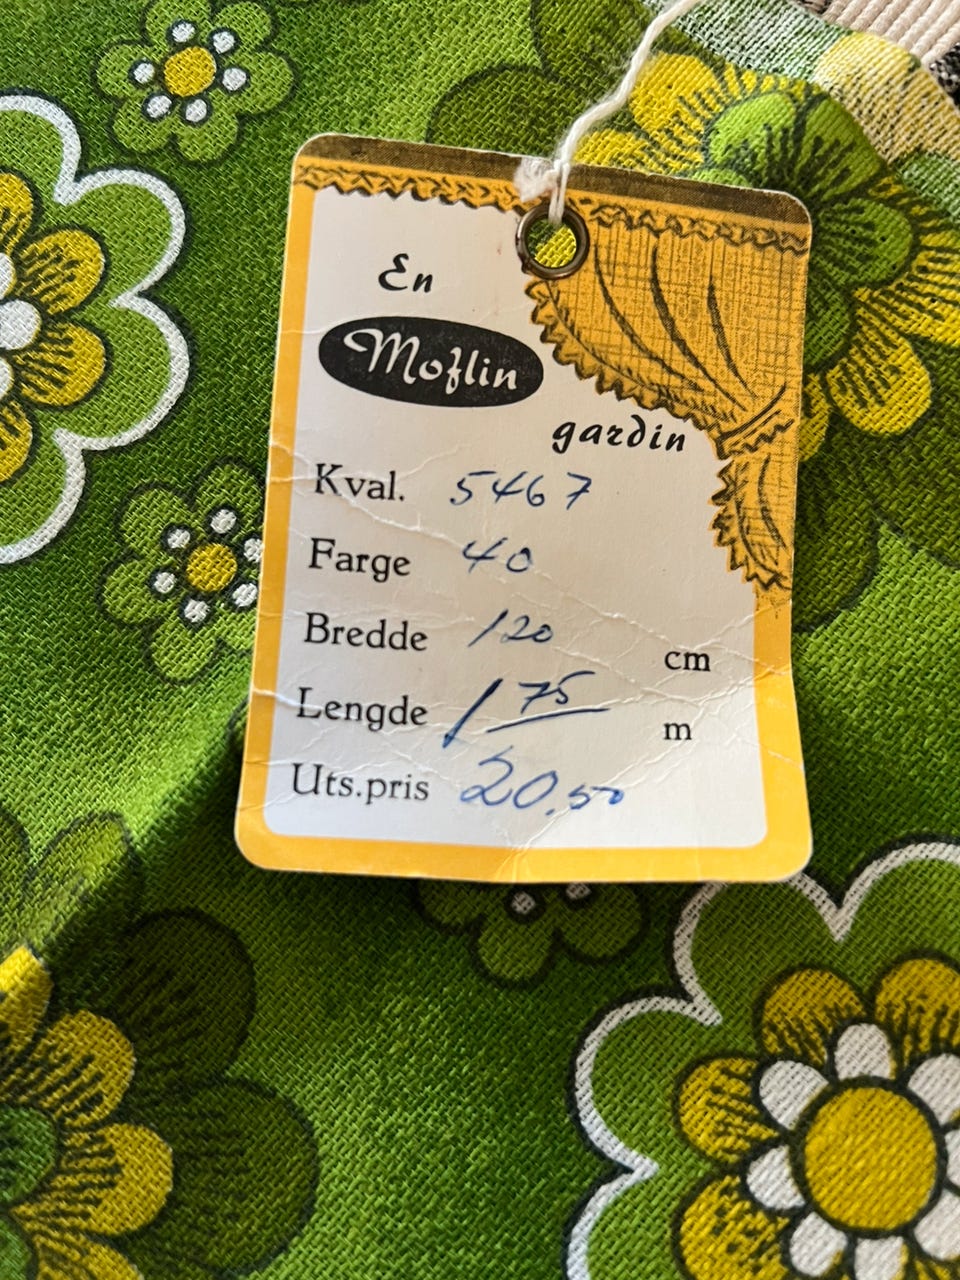 En
Moflin
gardin
Kval. 5467
Farge 40
Bredde 120 cm
Lengde 1 75 m
Uts.pris 20,50